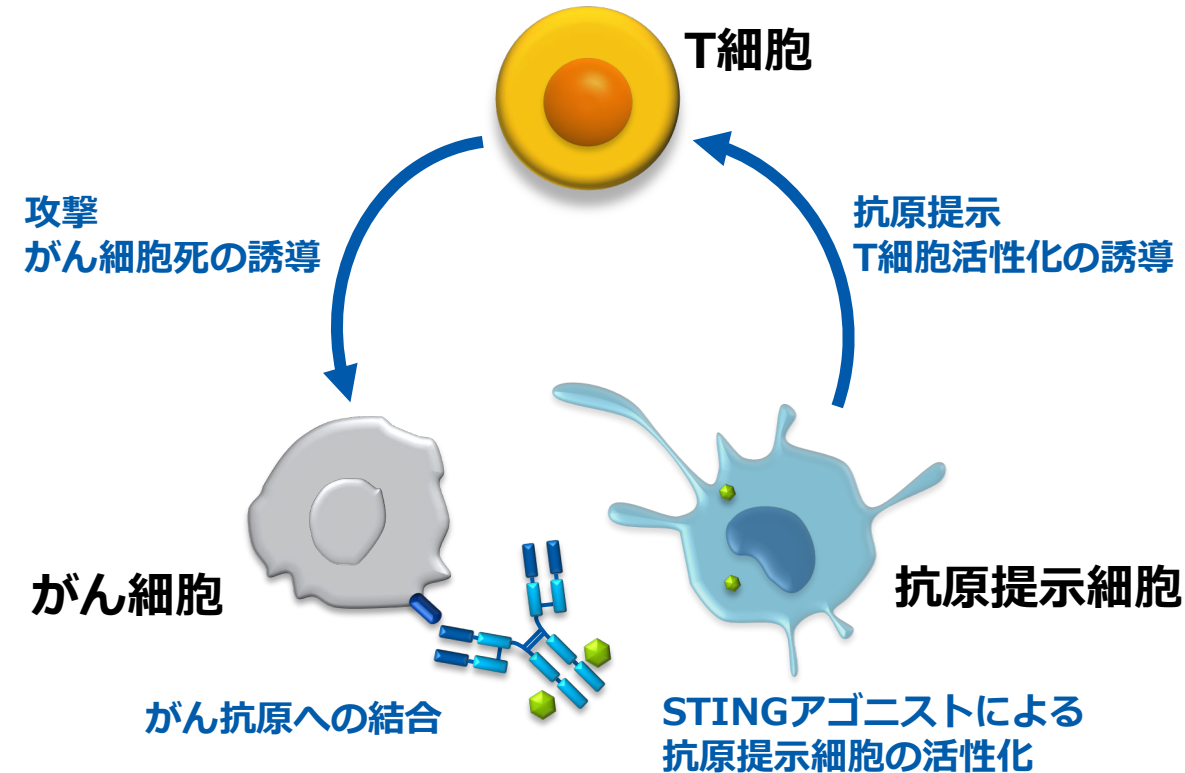 T細胞
攻撃
がん細胞死の誘導
抗原提示
T細胞活性化の誘導
がん細胞
抗原提示細胞
がん抗原への結合
STINGアゴニストによる
抗原提示細胞の活性化